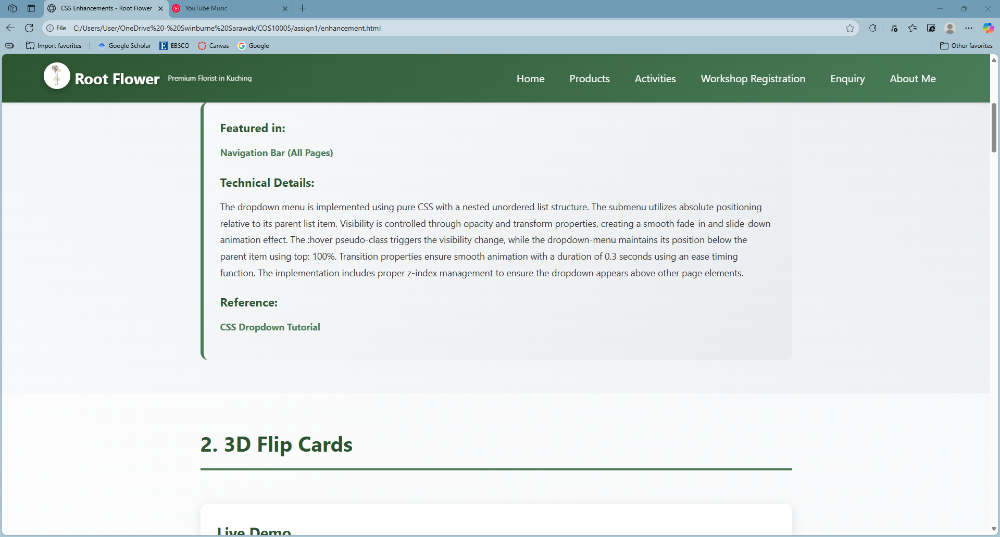 CSS Enhancements - Root Flower
YouTube Music
File
C:/Users/User/OneDrive%20-%20Swinburne%20Sarawak/COS10005/assign1/enhancement.html
Import favorites
Google Scholar
E EBSCO
Canvas
G Google
Other favorites
Root Flower
Premium Florist in Kuching
Home
Products
Activities
Workshop Registration
Enquiry
About Me
Featured in:
Navigation Bar (All Pages)
Technical Details:
The dropdown menu is implemented using pure CSS with a nested unordered list structure. The submenu utilizes absolute positioning
relative to its parent list item. Visibility is controlled through opacity and transform properties, creating a smooth fade-in and slide-down
animation effect. The :hover pseudo-class triggers the visibility change, while the dropdown-menu maintains its position below the
parent item using top: 100%. Transition properties ensure smooth animation with a duration of 0.3 seconds using an ease timing
function. The implementation includes proper z-index management to ensure the dropdown appears above other page elements.
Reference:
CSS Dropdown Tutorial
2. 3D Flip Cards
Live Demo